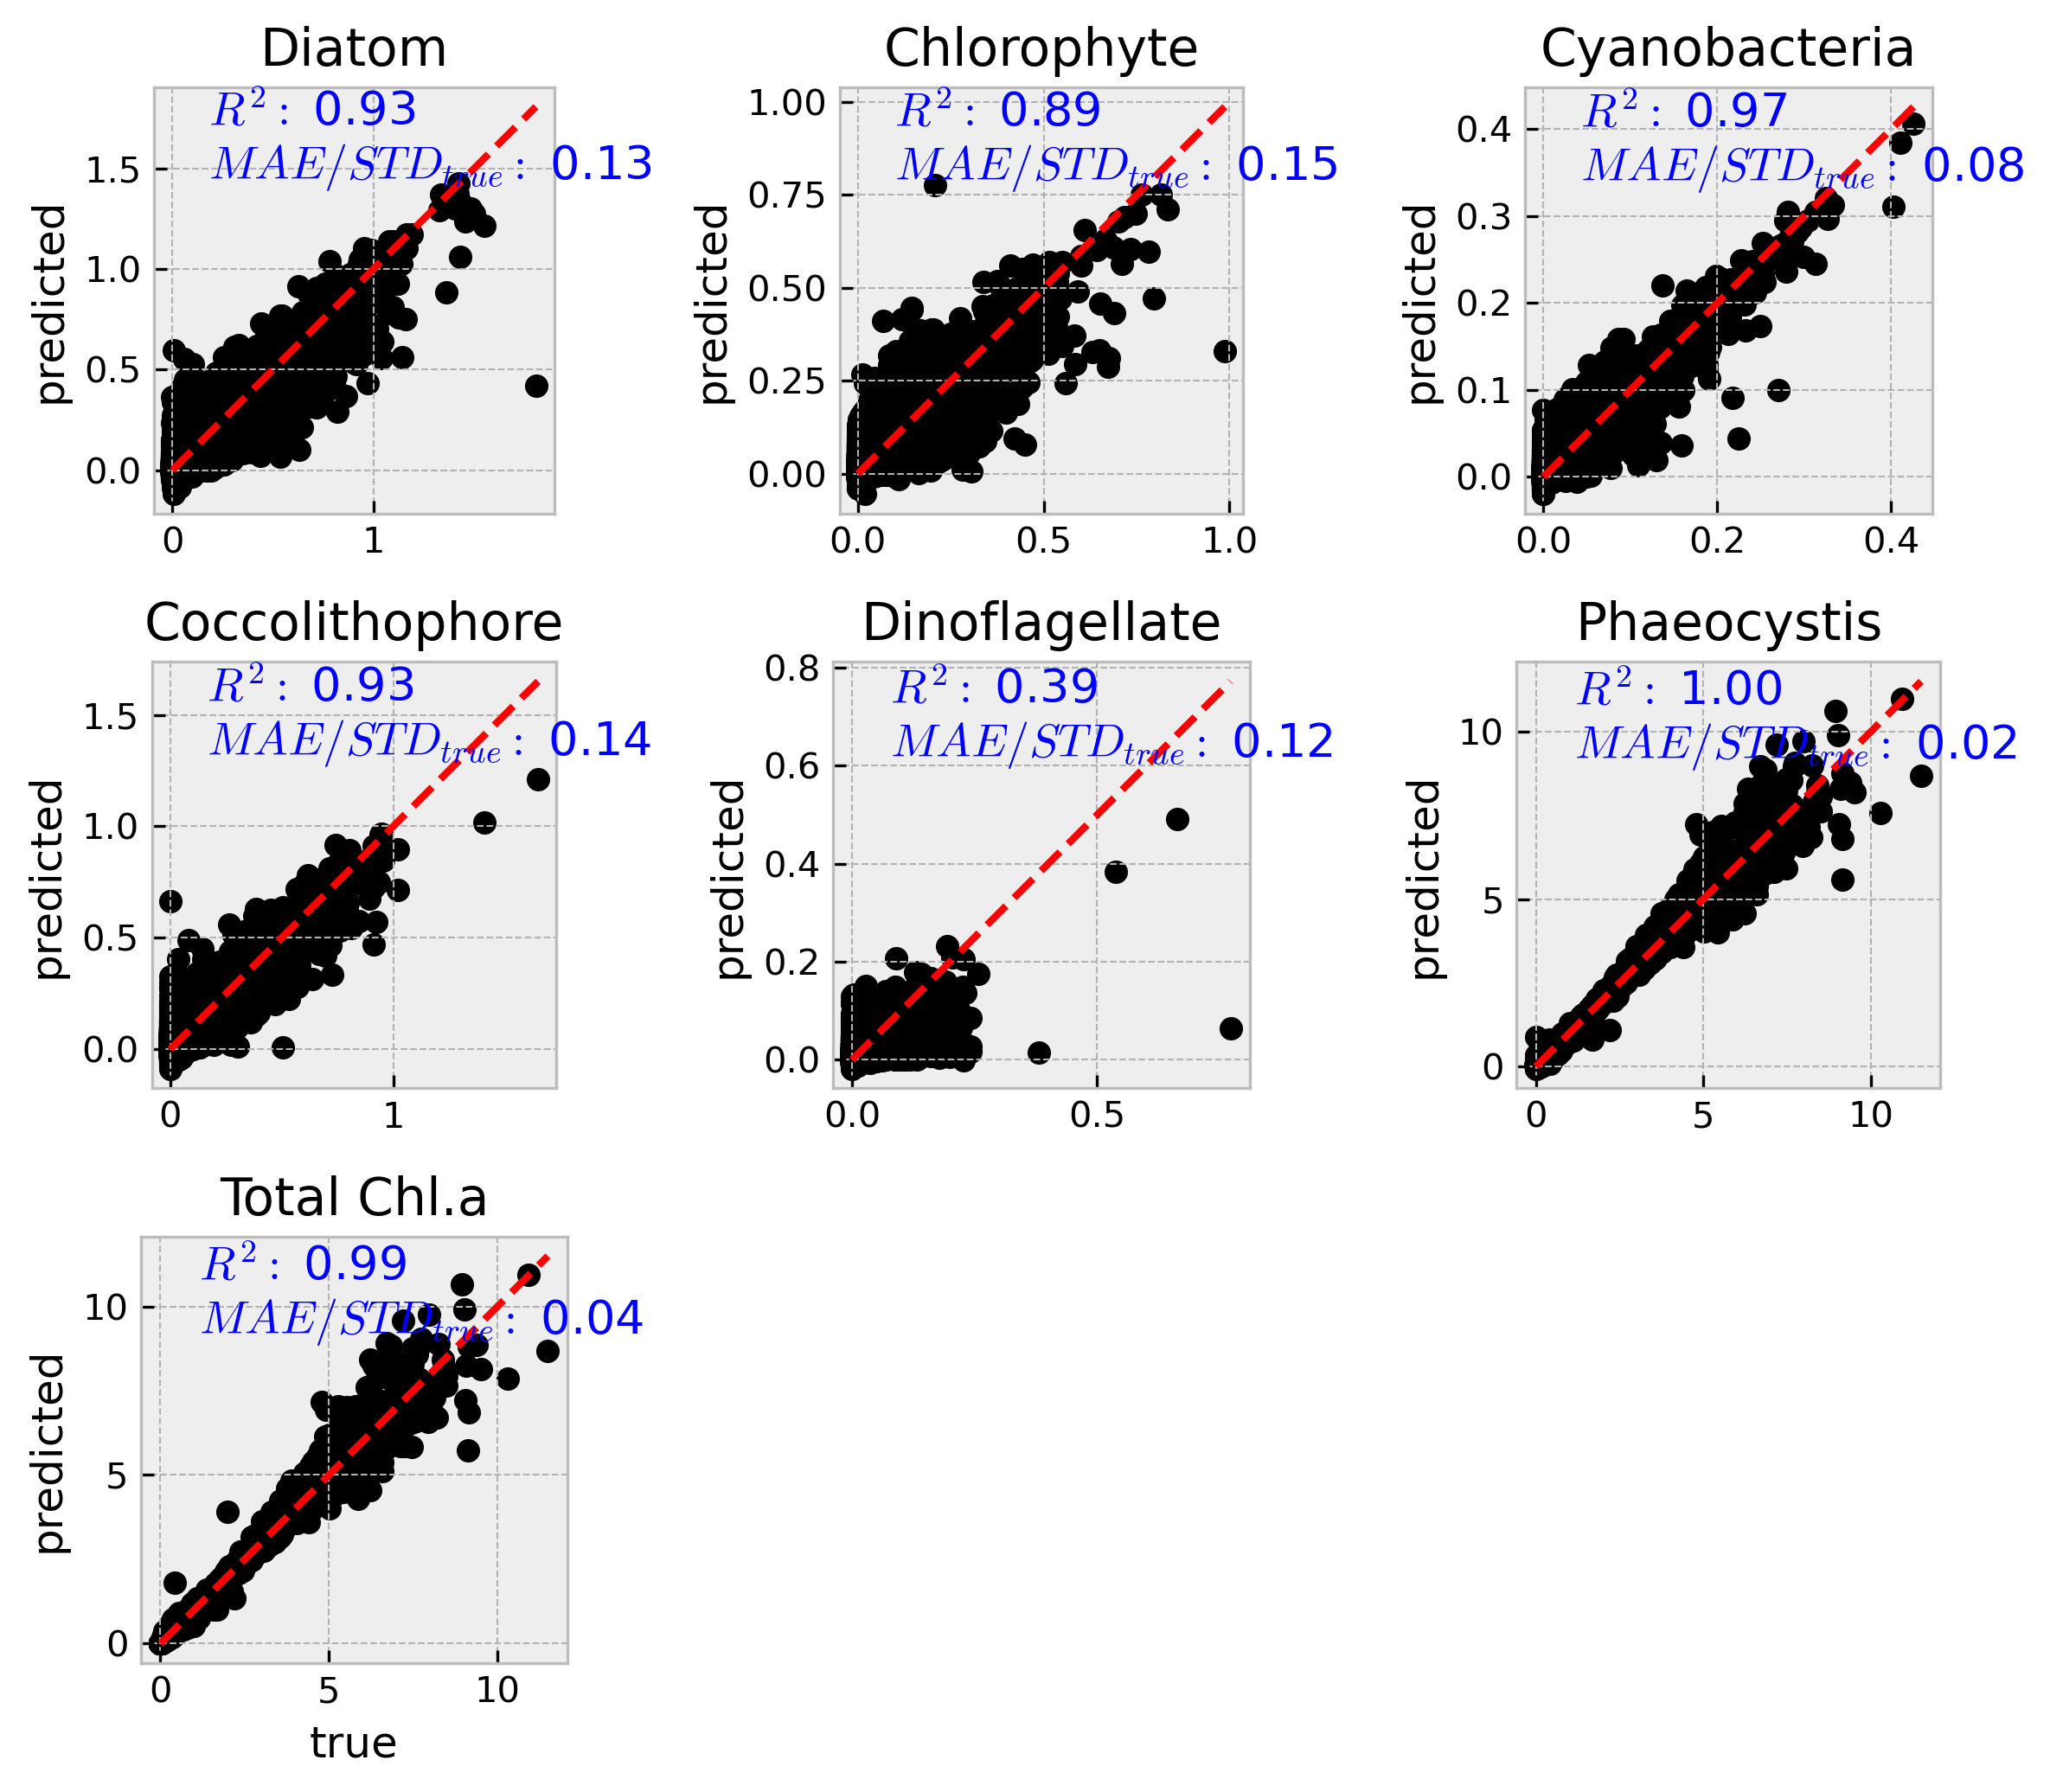 Diatom
R²: 0.93
MAE/STD_true: 0.13
predicted
1.5
1.0
0.5
0.0
0 1
Chlorophyte
R²: 0.89
MAE/STD_true: 0.15
predicted
1.00
0.75
0.50
0.25
0.00
0.0 0.5 1.0
Cyanobacteria
R²: 0.97
MAE/STD_true: 0.08
predicted
0.4
0.3
0.2
0.1
0.0
0.0 0.2 0.4
Coccolithophore
R²: 0.93
MAE/STD_true: 0.14
predicted
1.5
1.0
0.5
0.0
0 1
Dinoflagellate
R²: 0.39
MAE/STD_true: 0.12
predicted
0.8
0.6
0.4
0.2
0.0
0.0 0.5
Phaeocystis
R²: 1.00
MAE/STD_true: 0.02
predicted
10
5
0
0 5 10
Total Chl.a
R²: 0.99
MAE/STD_true: 0.04
predicted
10
5
0
0 5 10
true